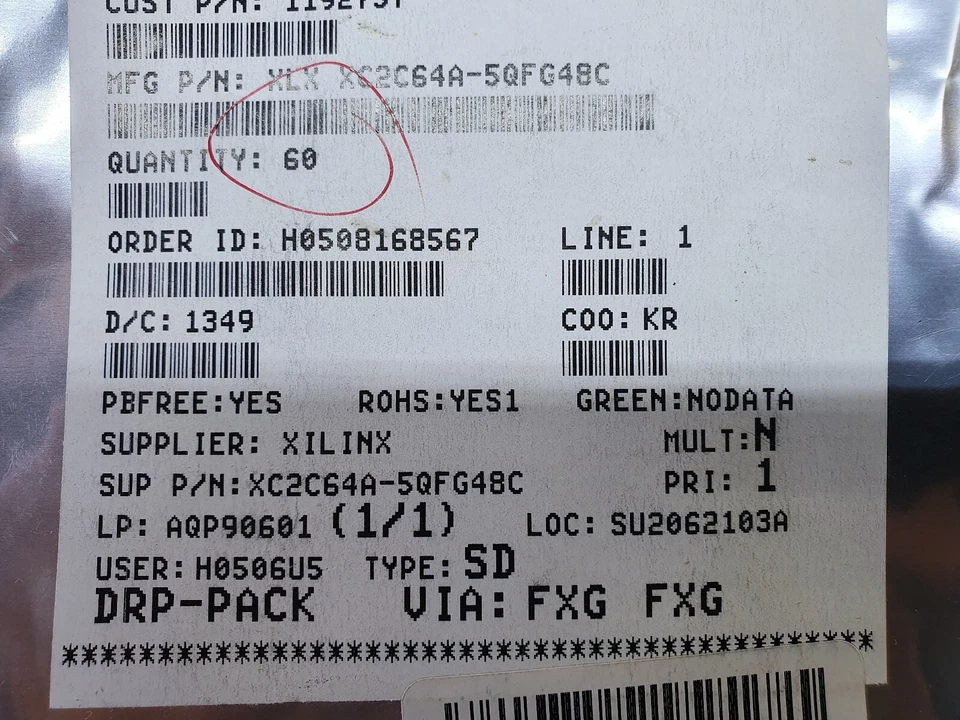 CUST P/N: 1192757
MFG P/N: XLX XC2C64A-5QFG48C
QUANTITY: 60
ORDER ID: H0508168567 LINE: 1
D/C: 1349 COO: KR
PBFREE:YES ROHS:YES1 GREEN:NODATA
SUPPLIER: XILINX MULT:N
SUP P/N:XC2C64A-5QFG48C PRI: 1
LP: AQP90601 (1/1) LOC: SU2062103A
USER: H0506U5 TYPE: SD
DRP-PACK VIA: FXG FXG
**************************************************